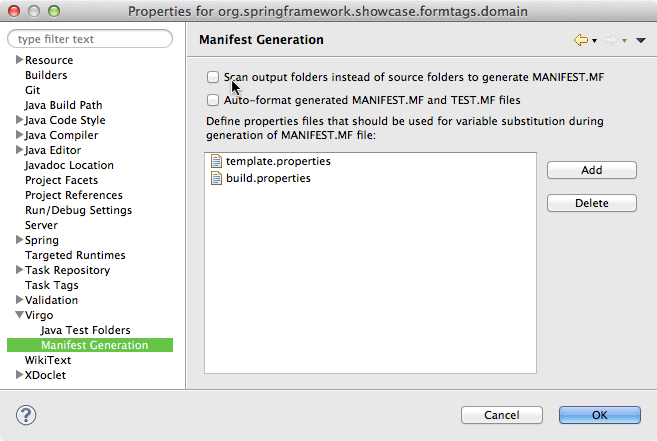 Properties for org.springframework.showcase.formtags.domain
type filter text
Resource
Builders
Git
Java Build Path
Java Code Style
Java Compiler
Java Editor
Javadoc Location
Project Facets
Project References
Run/Debug Settings
Server
Spring
Targeted Runtimes
Task Repository
Task Tags
Validation
Virgo
Java Test Folders
Manifest Generation
WikiText
XDoclet
Manifest Generation
Scan output folders instead of source folders to generate MANIFEST.MF
Auto-format generated MANIFEST.MF and TEST.MF files
Define properties files that should be used for variable substitution during
generation of MANIFEST.MF file:
template.properties
build.properties
Add
Delete
?
Cancel
OK